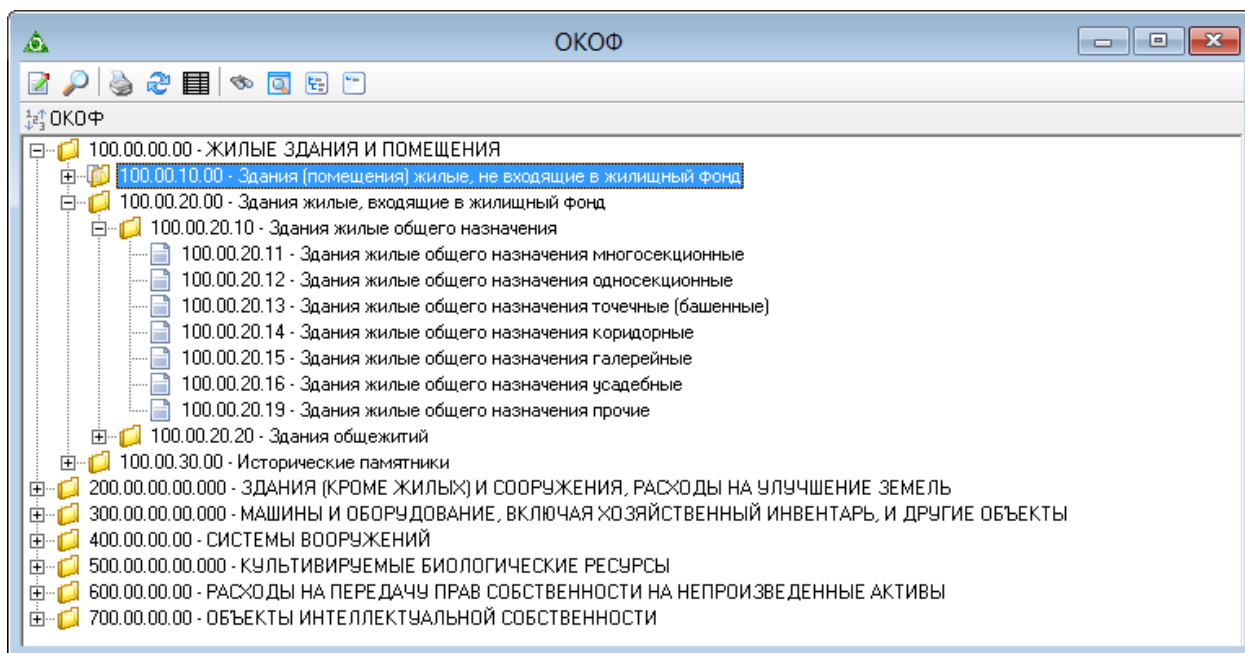 ОКОФ
ОКОФ
100.00.00.00 - ЖИЛЫЕ ЗДАНИЯ И ПОМЕЩЕНИЯ
100.00.10.00 - Здания (помещения) жилые, не входящие в жилищный фонд
100.00.20.00 - Здания жилые, входящие в жилищный фонд
100.00.20.10 - Здания жилые общего назначения
100.00.20.11 - Здания жилые общего назначения многосекционные
100.00.20.12 - Здания жилые общего назначения односекционные
100.00.20.13 - Здания жилые общего назначения точечные (башенные)
100.00.20.14 - Здания жилые общего назначения коридорные
100.00.20.15 - Здания жилые общего назначения галерейные
100.00.20.16 - Здания жилые общего назначения усадебные
100.00.20.19 - Здания жилые общего назначения прочие
100.00.20.20 - Здания общежитий
100.00.30.00 - Исторические памятники
200.00.00.00.000 - ЗДАНИЯ (КРОМЕ ЖИЛЫХ) И СООРУЖЕНИЯ, РАСХОДЫ НА УЛУЧШЕНИЕ ЗЕМЕЛЬ
300.00.00.00.000 - МАШИНЫ И ОБОРУДОВАНИЕ, ВКЛЮЧАЯ ХОЗЯЙСТВЕННЫЙ ИНВЕНТАРЬ, И ДРУГИЕ ОБЪЕКТЫ
400.00.00.00 - СИСТЕМЫ ВООРУЖЕНИЙ
500.00.00.00.000 - КУЛЬТИВИРУЕМЫЕ БИОЛОГИЧЕСКИЕ РЕСУРСЫ
600.00.00.00 - РАСХОДЫ НА ПЕРЕДАЧУ ПРАВ СОБСТВЕННОСТИ НА НЕПРОИЗВЕДЕННЫЕ АКТИВЫ
700.00.00.00 - ОБЪЕКТЫ ИНТЕЛЛЕКТУАЛЬНОЙ СОБСТВЕННОСТИ